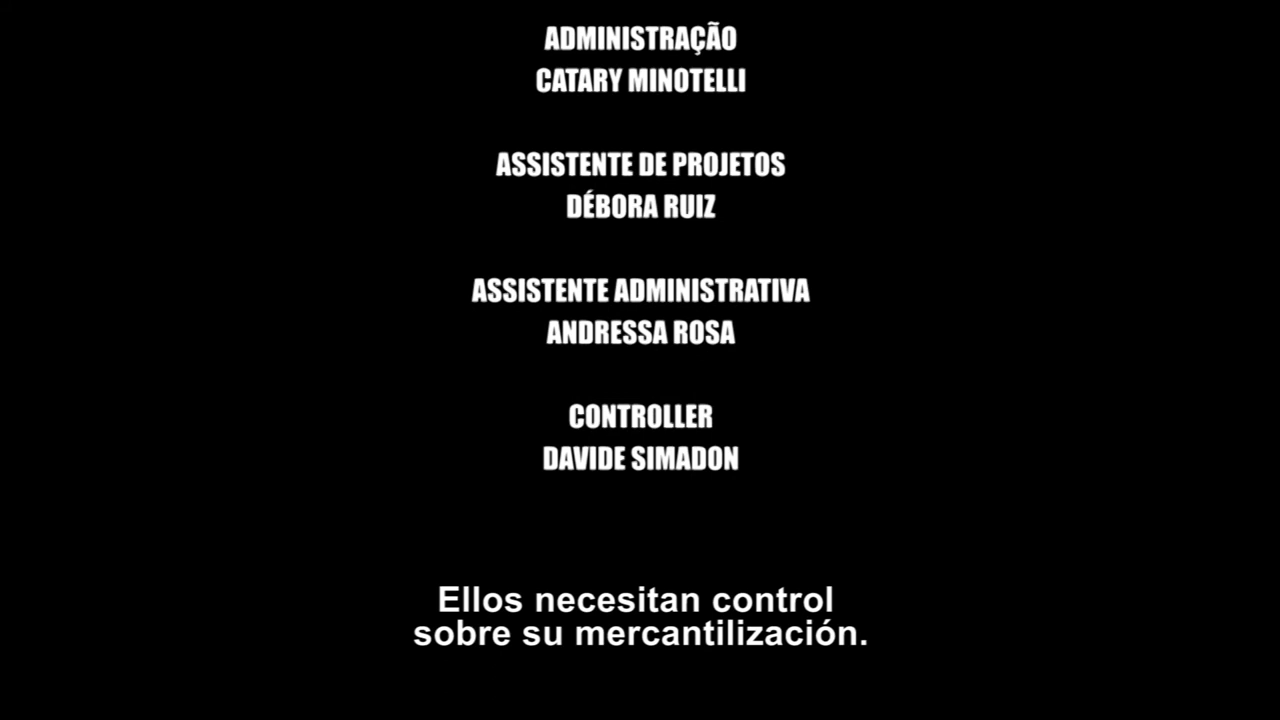 ADMINISTRAÇÃO
CATARY MINOTELLI
ASSISTENTE DE PROJETOS
DÉBORA RUIZ
ASSISTENTE ADMINISTRATIVA
ANDRESSA ROSA
CONTROLLER
DAVIDE SIMADON
Ellos necesitan control
sobre su mercantilización.